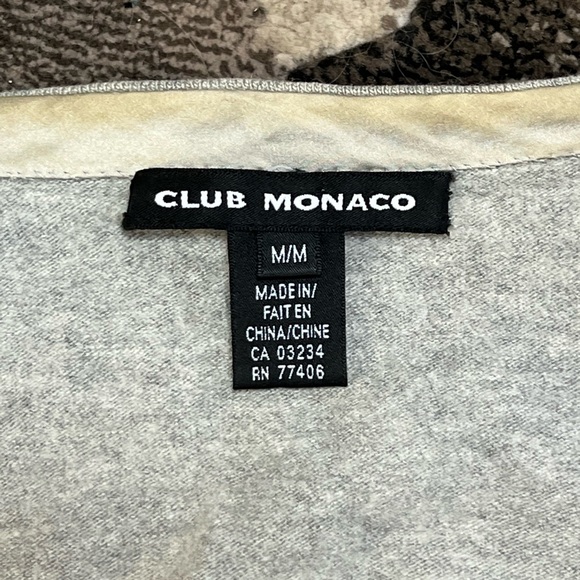 CLUB MONACO
M/M
MADE IN/
FAIT EN
CHINA/CHINE
CA 03234
RN 77406